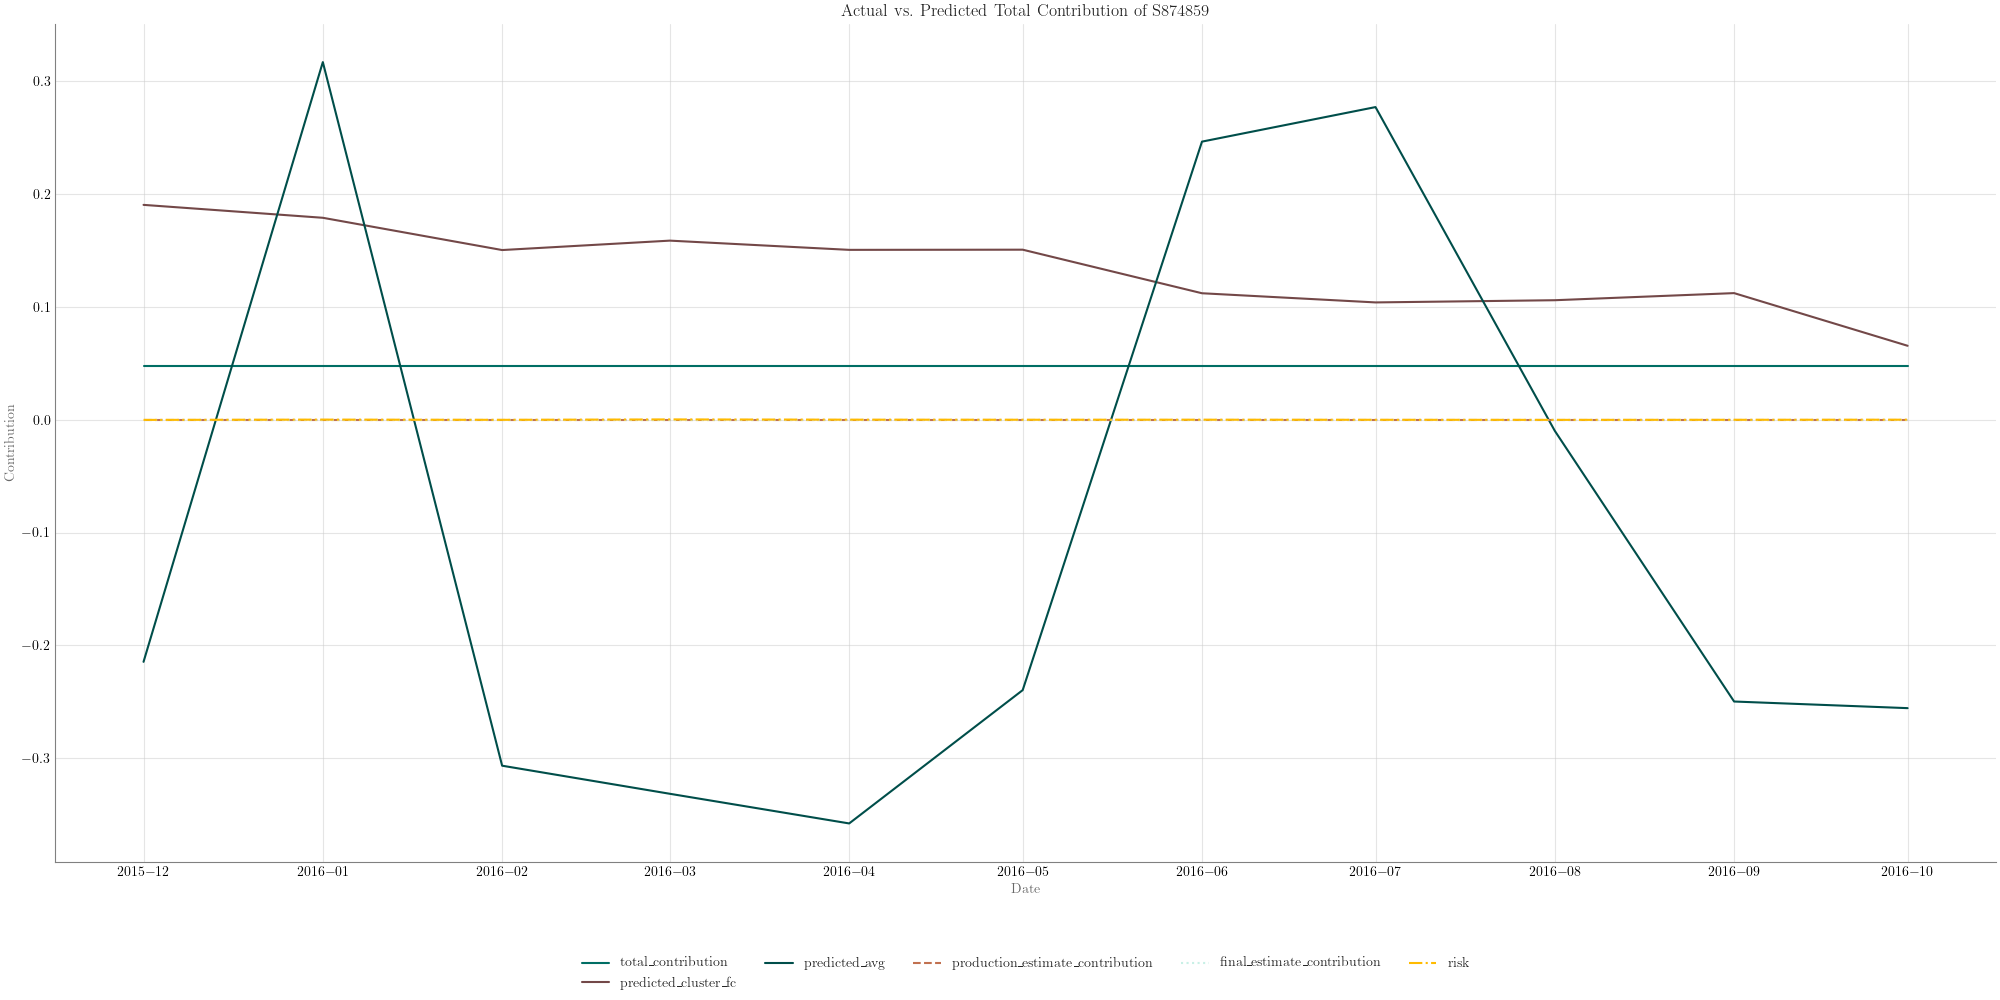 Actual vs. Predicted Total Contribution of S874859
0.3
0.2
0.1
0.0
−0.1
−0.2
−0.3
Contribution
2015−12 2016−01 2016−02 2016−03 2016−04 2016−05 2016−06 2016−07 2016−08 2016−09 2016−10
Date
total_contribution predicted_avg production_estimate_contribution final_estimate_contribution risk
predicted_cluster_fc